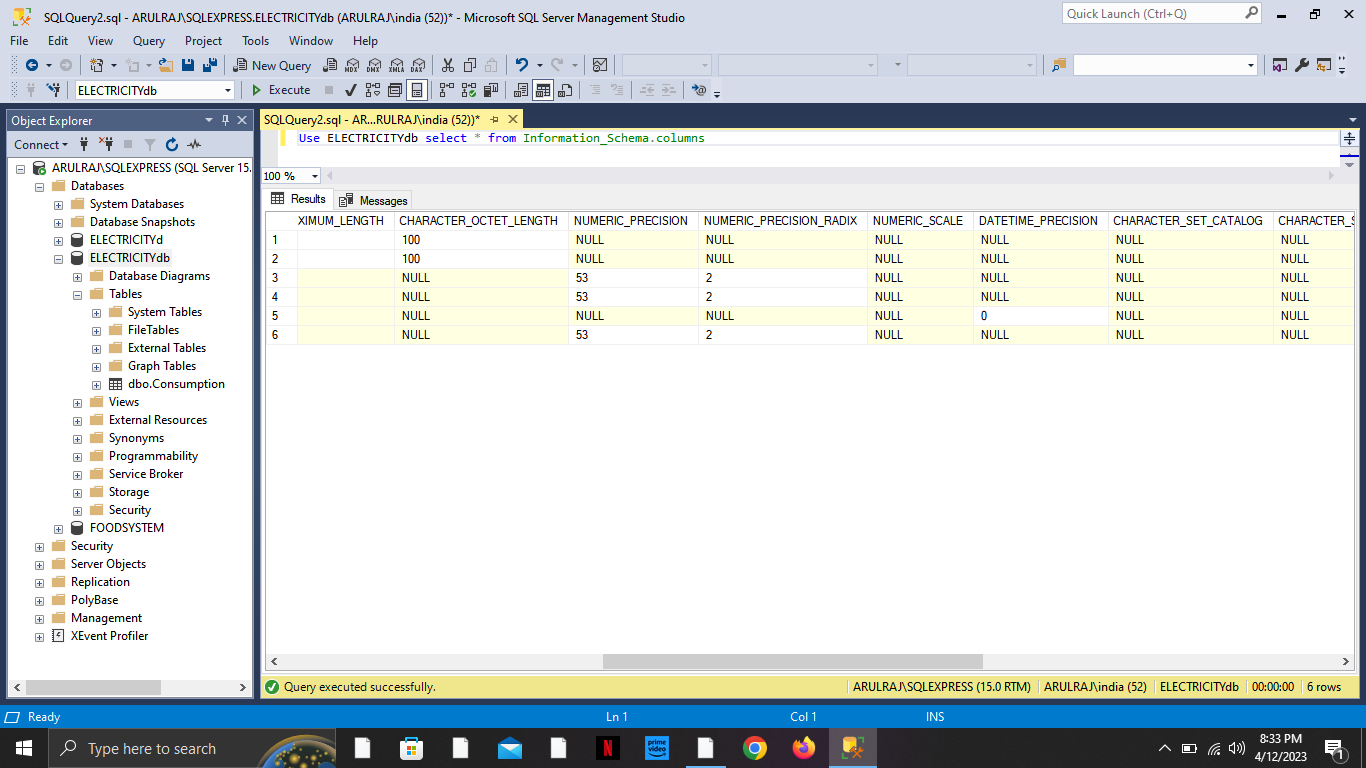 SQLQuery2.sql - ARULRAJ\SQLEXPRESS.ELECTRICITYdb (ARULRAJ\india (52))* - Microsoft SQL Server Management Studio
Quick Launch (Ctrl+Q)
File Edit View Query Project Tools Window Help
New Query MDX DMX XMLA DAX
ELECTRICITYdb Execute
Object Explorer
SQLQuery2.sql - AR...RULRAJ\india (52))*
Connect
Use ELECTRICITYdb select * from Information_Schema.columns
ARULRAJ\SQLEXPRESS (SQL Server 15.
Databases
System Databases
Database Snapshots
ELECTRICITYd
ELECTRICITYdb
Database Diagrams
Tables
System Tables
FileTables
External Tables
Graph Tables
dbo.Consumption
Views
External Resources
Synonyms
Programmability
Service Broker
Storage
Security
FOODSYSTEM
Security
Server Objects
Replication
PolyBase
Management
XEvent Profiler
100 %
Results Messages
XIMUM_LENGTH CHARACTER_OCTET_LENGTH NUMERIC_PRECISION NUMERIC_PRECISION_RADIX NUMERIC_SCALE DATETIME_PRECISION CHARACTER_SET_CATALOG CHARACTER_S
1 100 NULL NULL NULL NULL NULL NULL
2 100 NULL NULL NULL NULL NULL NULL
3 NULL 53 2 NULL NULL NULL NULL
4 NULL 53 2 NULL NULL NULL NULL
5 NULL NULL NULL NULL 0 NULL NULL
6 NULL 53 2 NULL NULL NULL NULL
Query executed successfully. ARULRAJ\SQLEXPRESS (15.0 RTM) ARULRAJ\india (52) ELECTRICITYdb 00:00:00 6 rows
Ready Ln 1 Col 1 INS
Type here to search
N
prime video
8:33 PM
4/12/2023
1